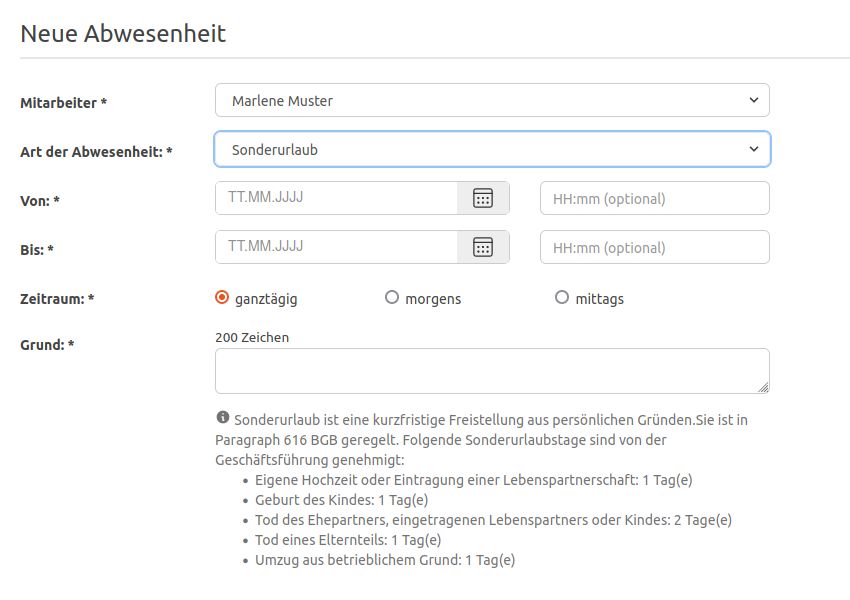 Neue Abwesenheit
Mitarbeiter *
Marlene Muster
Art der Abwesenheit: *
Sonderurlaub
Von: *
TT.MM.JJJJ
HH:mm (optional)
Bis: *
TT.MM.JJJJ
HH:mm (optional)
Zeitraum: *
ganztägig
morgens
mittags
Grund: *
200 Zeichen
Sonderurlaub ist eine kurzfristige Freistellung aus persönlichen Gründen.Sie ist in
Paragraph 616 BGB geregelt. Folgende Sonderurlaubstage sind von der
Geschäftsführung genehmigt:
• Eigene Hochzeit oder Eintragung einer Lebenspartnerschaft: 1 Tag(e)
• Geburt des Kindes: 1 Tag(e)
• Tod des Ehepartners, eingetragenen Lebenspartners oder Kindes: 2 Tage(e)
• Tod eines Elternteils: 1 Tag(e)
• Umzug aus betrieblichem Grund: 1 Tag(e)